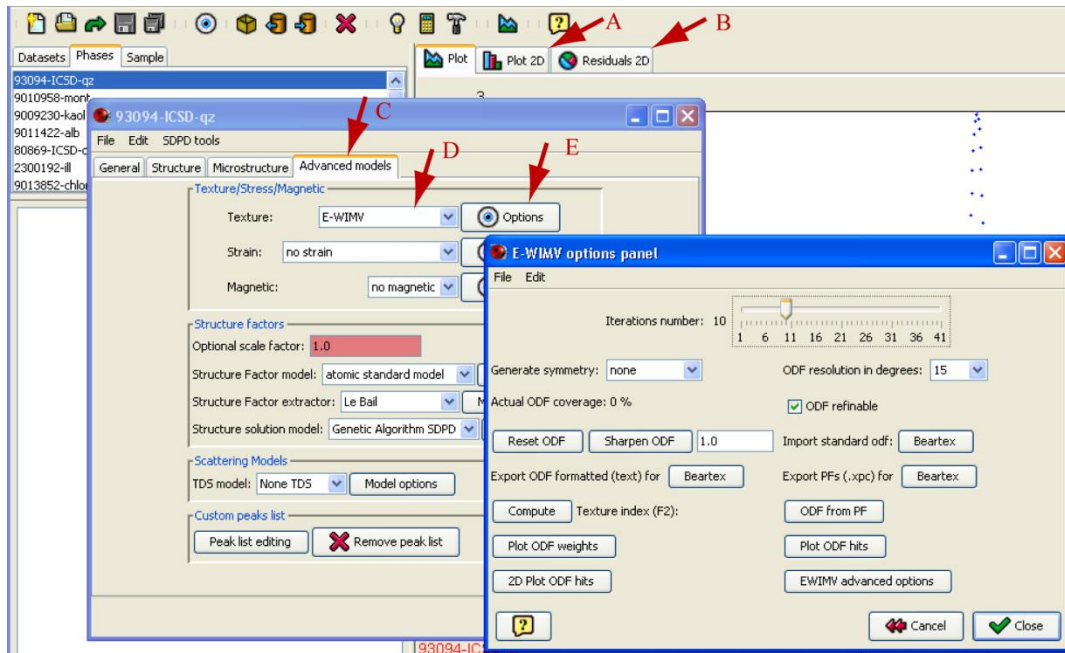 A
B
Datasets Phases Sample
Plot Plot 2D Residuals 2D
93094-ICSD-qz
9010958-mont
9009230-kaol
9011422-alb
80869-ICSD-c
2300192-ill
9013852-chlor
3
93094-ICSD-qz
C
File Edit SDPD tools
D
E
General Structure Microstructure Advanced models
Texture/Stress/Magnetic
Texture: E-WIMV Options
Strain: no strain
Magnetic: no magnetic
Structure factors
Optional scale factor: 1.0
Structure Factor model: atomic standard model
Structure Factor extractor: Le Bail M
Structure solution model: Genetic Algorithm SDPD
Scattering Models
TDS model: None TDS Model options
Custom peaks list
Peak list editing Remove peak list
E-WIMV options panel
File Edit
Iterations number: 10
1 6 11 16 21 26 31 36 41
Generate symmetry: none ODF resolution in degrees: 15
Actual ODF coverage: 0 % ODF refinable
Reset ODF Sharpen ODF 1.0 Import standard odf: Beartex
Export ODF formatted (text) for Beartex Export PFs (.xpc) for Beartex
Compute Texture index (F2): ODF from PF
Plot ODF weights Plot ODF hits
2D Plot ODF hits EWIMV advanced options
? Cancel Close